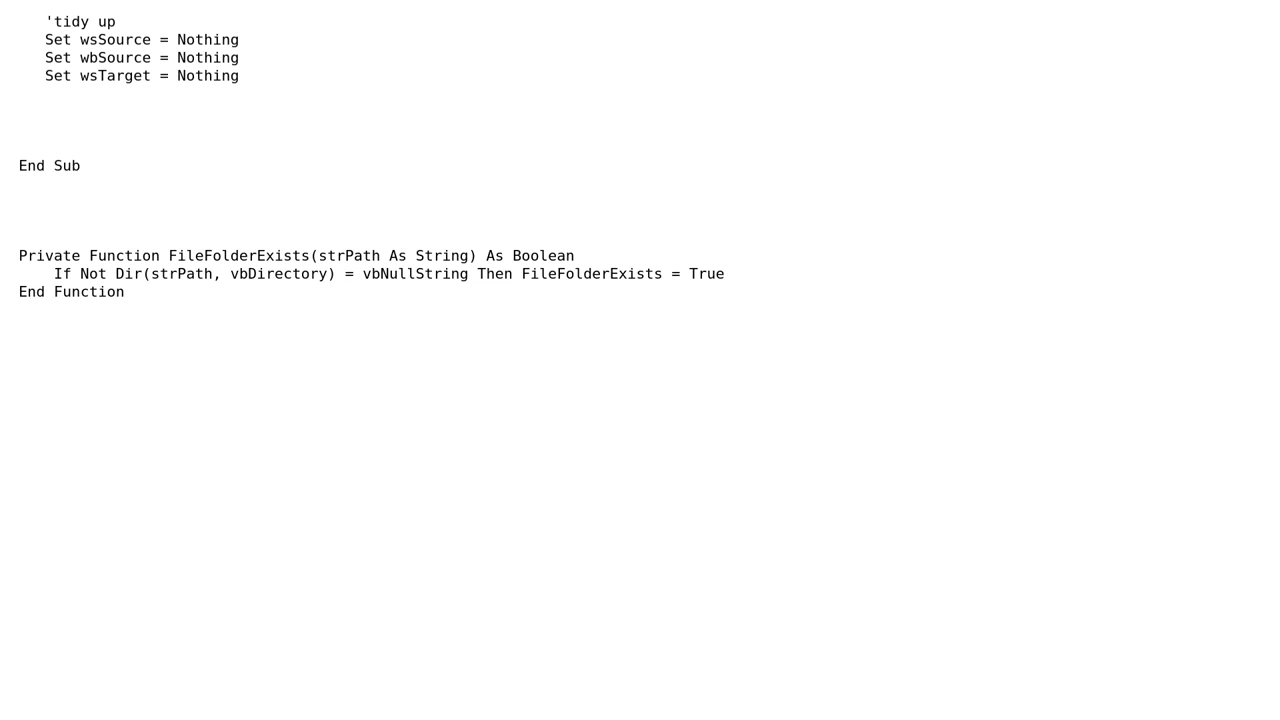 'tidy up
Set wsSource = Nothing
Set wbSource = Nothing
Set wsTarget = Nothing
End Sub
Private Function FileFolderExists(strPath As String) As Boolean
If Not Dir(strPath, vbDirectory) = vbNullString Then FileFolderExists = True
End Function